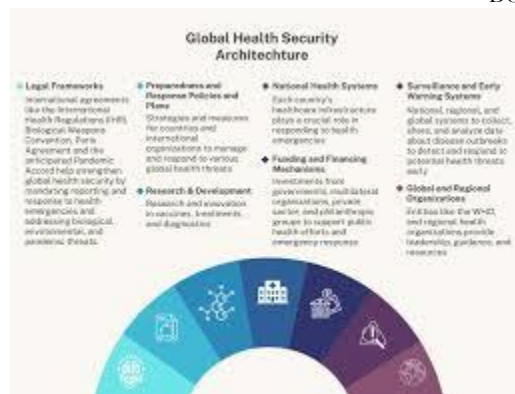 Global Health Security
Architechture
Legal Frameworks
International agreements
like the International
Health Regulations (IHR),
Biological Weapons
Convention, Paris
Agreement and the
anticipated Pandemic
Accord help strengthen
global health security by
mandating reporting and
response to health
emergencies and
addressing biological,
environmental, and
pandemic threats.
Preparedness and
Response Policies and
Plans
Strategies and measures
for countries and
international
organizations to manage
and respond to various
global health threats
Research & Development
Research and innovation
in vaccines, treatments
and diagnostics
National Health Systems
Each country's
healthcare infrastructure
plays a crucial role in
responding to health
emergencies
Funding and Financing
Mechanisms
Investments from
governments, multilateral
organizations, private
sector, and philanthropic
groups to support public
health efforts and
emergency response
Surveillance and Early
Warning Systems
National, regional, and
global systems to collect,
share, and analyze data
about disease outbreaks
to detect and respond to
potential health threats
early
Global and Regional
Organizations
Entities like the WHO,
and regional health
organizations provide
leadership, guidance, and
resources